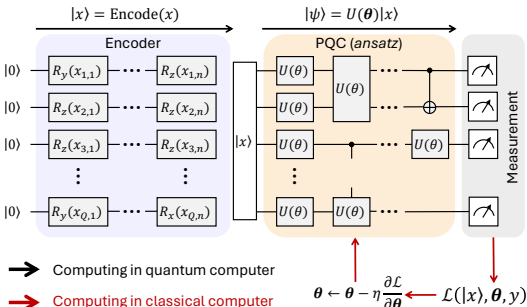 |x⟩ = Encode(x)
|ψ⟩ = U(θ)|x⟩
Encoder
PQC (ansatz)
|0⟩ R_y(x_{1,1}) ··· R_z(x_{1,n}) U(θ) U(θ) ···
|0⟩ R_z(x_{2,1}) ··· R_z(x_{2,n}) U(θ) ···
|0⟩ R_z(x_{3,1}) ··· R_z(x_{3,n}) |x⟩ U(θ) ··· U(θ)
⋮ ⋮ ⋮
|0⟩ R_y(x_{Q,1}) ··· R_x(x_{Q,n}) U(θ) U(θ) ···
Measurement
Computing in quantum computer
Computing in classical computer
θ ← θ − η ∂ℒ/∂θ
ℒ(|x⟩, θ, y)